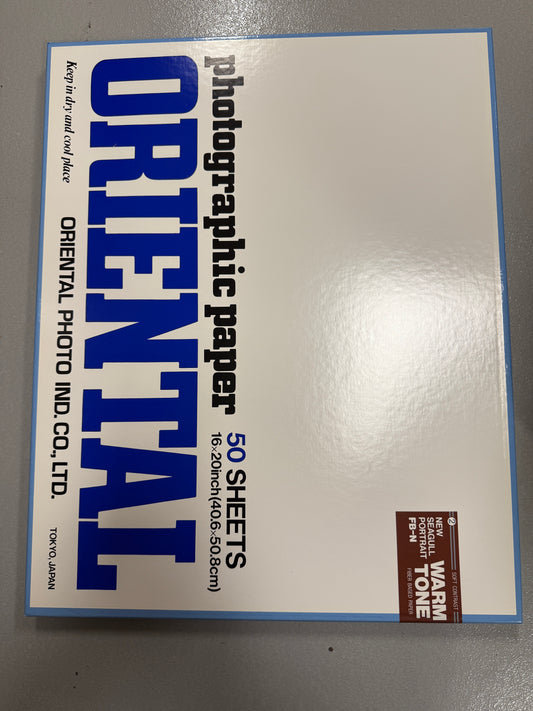 photographic paper 50 SHEETS
16×20inch(40.6×50.8cm)
ORIENTAL
ORIENTAL PHOTO IND. CO., LTD. TOKYO, JAPAN
Keep in dry and cool place
2 SOFT CONTRAST
NEW
SEAGULL
PORTRAIT
FB-N
WARM
TONE
FIBER BASED PAPER